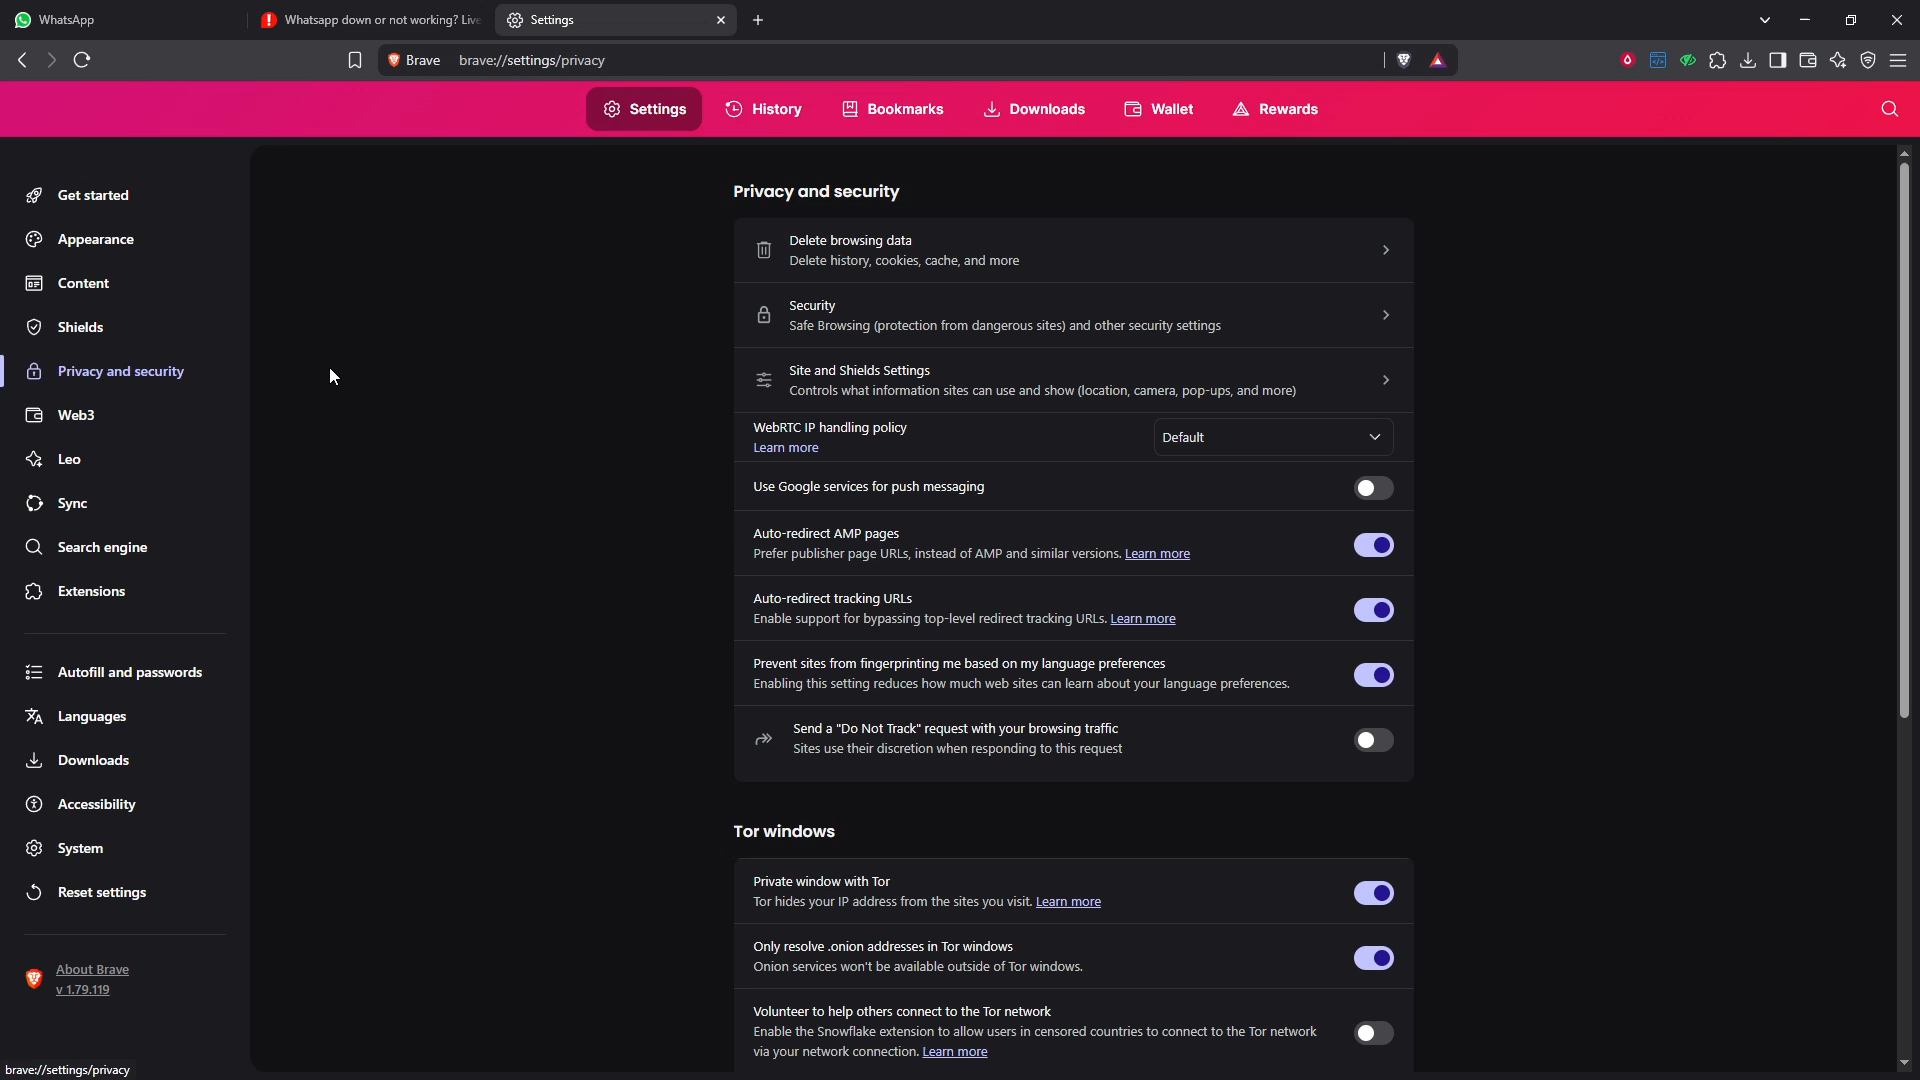 WhatsApp
Whatsapp down or not working? Live
Settings
Brave
brave://settings/privacy
Settings
History
Bookmarks
Downloads
Wallet
Rewards
Get started
Appearance
Content
Shields
Privacy and security
Web3
Leo
Sync
Search engine
Extensions
Autofill and passwords
Languages
Downloads
Accessibility
System
Reset settings
About Brave
v 1.79.119
brave://settings/privacy
Privacy and security
Delete browsing data
Delete history, cookies, cache, and more
Security
Safe Browsing (protection from dangerous sites) and other security settings
Site and Shields Settings
Controls what information sites can use and show (location, camera, pop-ups, and more)
WebRTC IP handling policy
Learn more
Default
Use Google services for push messaging
Auto-redirect AMP pages
Prefer publisher page URLs, instead of AMP and similar versions. Learn more
Auto-redirect tracking URLs
Enable support for bypassing top-level redirect tracking URLs. Learn more
Prevent sites from fingerprinting me based on my language preferences
Enabling this setting reduces how much web sites can learn about your language preferences.
Send a "Do Not Track" request with your browsing traffic
Sites use their discretion when responding to this request
Tor windows
Private window with Tor
Tor hides your IP address from the sites you visit. Learn more
Only resolve .onion addresses in Tor windows
Onion services won't be available outside of Tor windows.
Volunteer to help others connect to the Tor network
Enable the Snowflake extension to allow users in censored countries to connect to the Tor network
via your network connection. Learn more